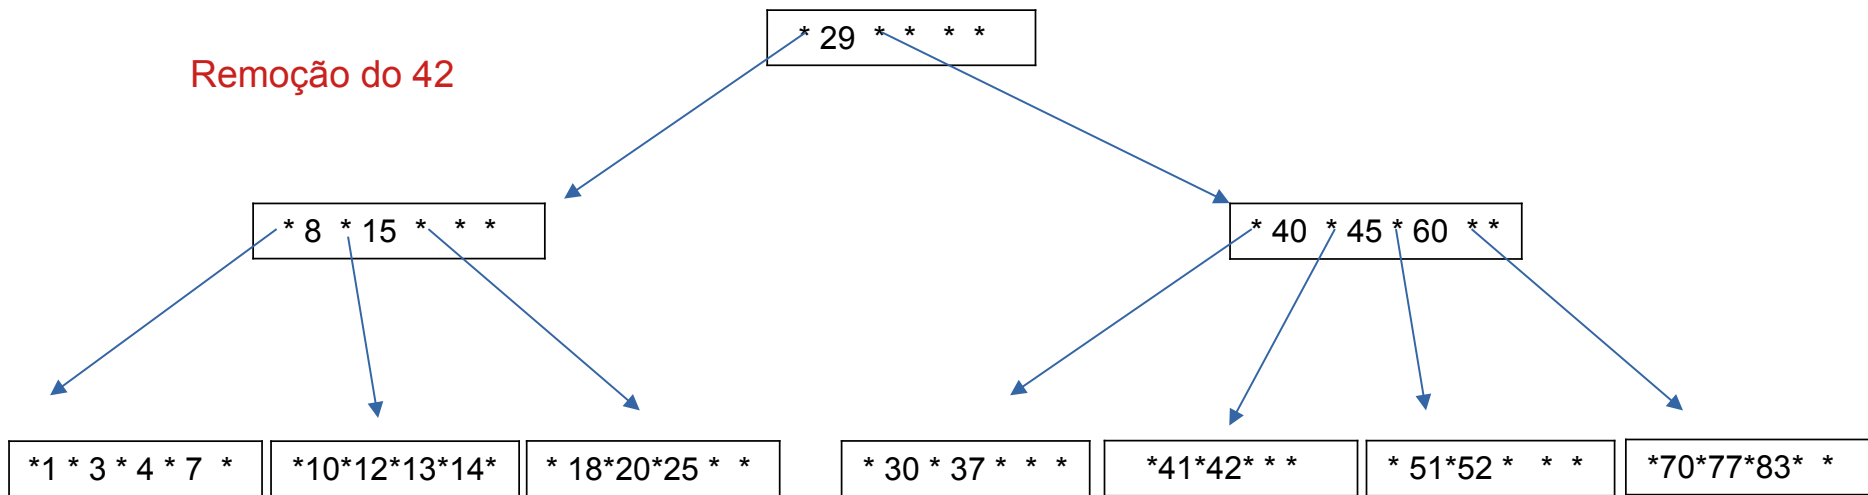 * 29 * * * *
Remoção do 42
* 8 * 15 * * *
* 40 * 45 * 60 * *
*1 * 3 * 4 * 7 *
*10*12*13*14*
* 18*20*25 * *
* 30 * 37 * * *
*41*42* * *
* 51*52 * * *
*70*77*83* *